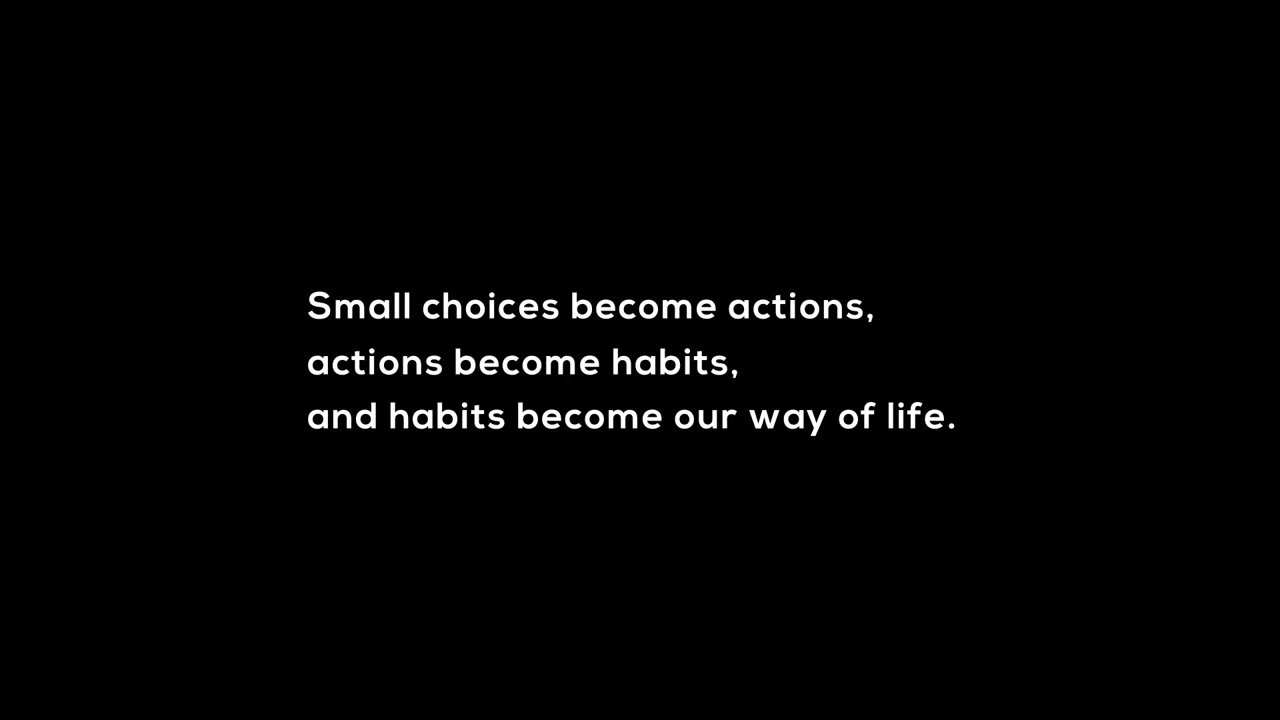 Small choices become actions,
actions become habits,
and habits become our way of life.